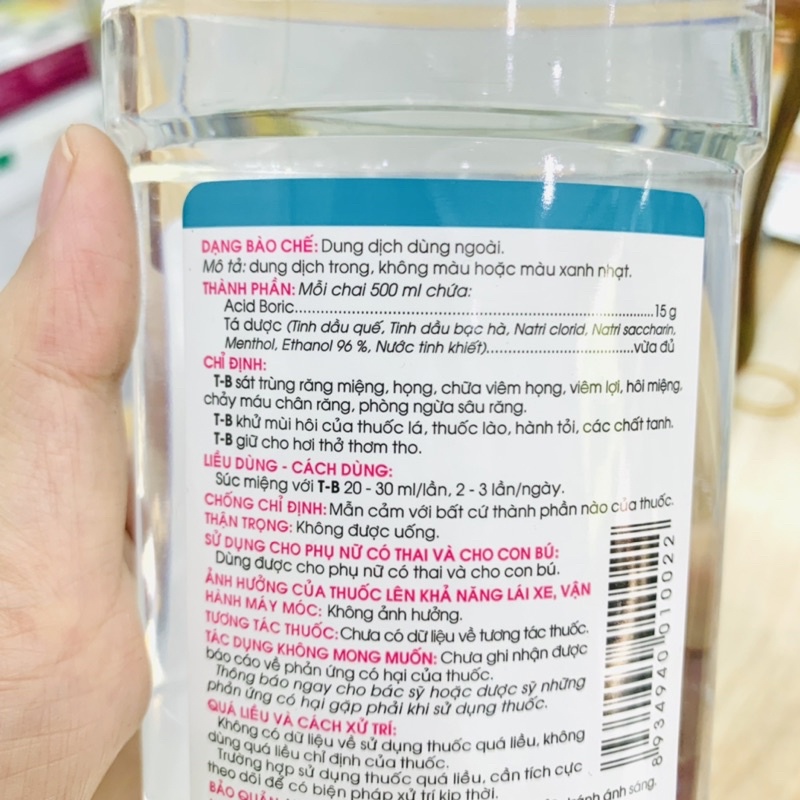 DẠNG BÀO CHẾ: Dung dịch dùng ngoài.
Mô tả: dung dịch trong, không màu hoặc màu xanh nhạt.
THÀNH PHẦN: Mỗi chai 500 ml chứa:
Acid Boric..........................................................................15 g
Tá dược (Tinh dầu quế, Tinh dầu bạc hà, Natri clorid, Natri saccharin,
Menthol, Ethanol 96 %, Nước tinh khiết)..............................vừa đủ
CHỈ ĐỊNH:
T-B sát trùng răng miệng, họng, chữa viêm họng, viêm lợi, hôi miệng,
chảy máu chân răng, phòng ngừa sâu răng.
T-B khử mùi hôi của thuốc lá, thuốc lào, hành tỏi, các chất tanh.
T-B giữ cho hơi thở thơm tho.
LIỀU DÙNG - CÁCH DÙNG:
Súc miệng với T-B 20 - 30 ml/lần, 2 - 3 lần/ngày.
CHỐNG CHỈ ĐỊNH: Mẫn cảm với bất cứ thành phần nào của thuốc.
THẬN TRỌNG: Không được uống.
SỬ DỤNG CHO PHỤ NỮ CÓ THAI VÀ CHO CON BÚ:
Dùng được cho phụ nữ có thai và cho con bú.
ẢNH HƯỞNG CỦA THUỐC LÊN KHẢ NĂNG LÁI XE, VẬN
HÀNH MÁY MÓC: Không ảnh hưởng.
TƯƠNG TÁC THUỐC: Chưa có dữ liệu về tương tác thuốc.
TÁC DỤNG KHÔNG MONG MUỐN: Chưa ghi nhận được
báo cáo về phản ứng có hại của thuốc.
Thông báo ngay cho bác sỹ hoặc dược sỹ những
phản ứng có hại gặp phải khi sử dụng thuốc.
QUÁ LIỀU VÀ CÁCH XỬ TRÍ:
Không có dữ liệu về sử dụng thuốc quá liều, không
dùng quá liều chỉ định của thuốc.
Trường hợp sử dụng thuốc quá liều, cần tích cực
theo dõi để có biện pháp xử trí kịp thời.
BẢO QUẢN ánh sáng.
8 934940 010022